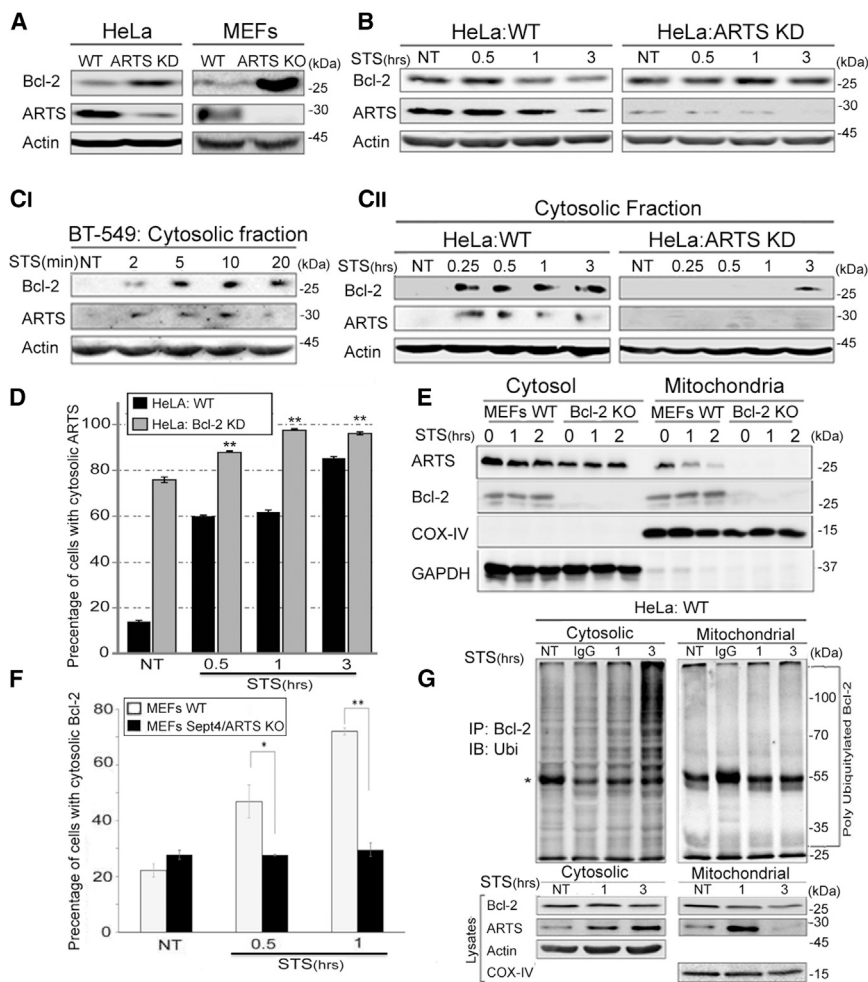 A
HeLa MEFs
WT ARTS KD WT ARTS KO (kDa)
Bcl-2 -25
ARTS -30
Actin -45
B
HeLa:WT HeLa:ARTS KD
STS(hrs) NT 0.5 1 3 NT 0.5 1 3 (kDa)
Bcl-2 -25
ARTS -30
Actin -45
CI
BT-549: Cytosolic fraction
STS(min) NT 2 5 10 20 (kDa)
Bcl-2 -25
ARTS -30
Actin -45
CII
Cytosolic Fraction
HeLa:WT HeLa:ARTS KD
STS(hrs) NT 0.25 0.5 1 3 NT 0.25 0.5 1 3 (kDa)
Bcl-2 -25
ARTS -30
Actin -45
D
Precentage of cells with cytosolic ARTS
HeLA: WT
HeLa: Bcl-2 KD
100
80
60
40
20
0
** ** **
NT 0.5 1 3
STS(hrs)
E
Cytosol Mitochondria
MEFs WT Bcl-2 KO MEFs WT Bcl-2 KO
STS(hrs) 0 1 2 0 1 2 0 1 2 0 1 2 (kDa)
ARTS -25
Bcl-2 -25
COX-IV -15
GAPDH -37
F
Percentage of cells with cytosolic Bcl-2
MEFs WT
MEFs Sept4/ARTS KO
80
60
40
20
0
* **
NT 0.5 1
STS(hrs)
G
HeLa: WT
Cytosolic Mitochondrial
STS(hrs) NT IgG 1 3 NT IgG 1 3 (kDa)
IP: Bcl-2
IB: Ubi
*
-100
-70
-55
-35
-25
Poly Ubiquitylated Bcl-2
Cytosolic Mitochondrial
STS(hrs) NT 1 3 NT 1 3 (kDa)
Lysates
Bcl-2 -25
ARTS -30
Actin -45
COX-IV -15